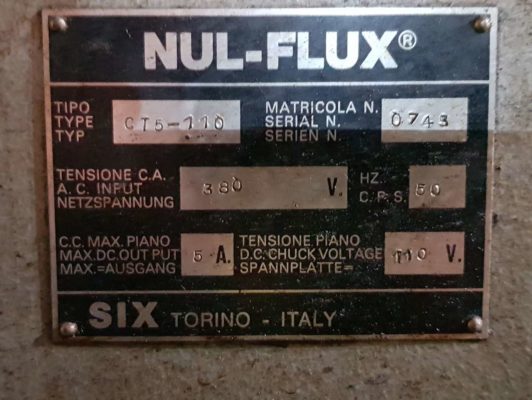 NUL-FLUX®
TIPO
TYPE
TYP
CT5-110
MATRICOLA N.
SERIAL N.
SERIEN N.
0743
TENSIONE C.A.
A.C. INPUT
NETZSPANNUNG
380 V.
HZ.
C.P.S.
50
C.C. MAX. PIANO
MAX. DC. OUT PUT
MAX.=AUSGANG
5 A.
TENSIONE PIANO
D.C. CHUCK VOLTAGE
SPANNPLATTE=
110 V.
SIX TORINO - ITALY